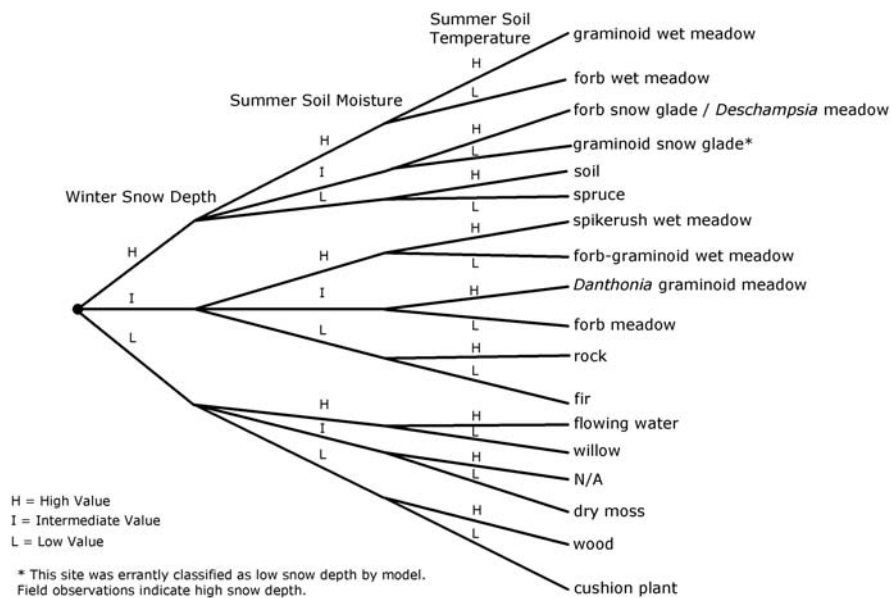 Summer Soil
Temperature
Summer Soil Moisture
Winter Snow Depth
H
I
L
H
I
L
H
I
L
H
I
L
H
L
H
L
H
L
H
L
H
L
H
L
H
L
H
L
H
L
graminoid wet meadow
forb wet meadow
forb snow glade / Deschampsia meadow
graminoid snow glade*
soil
spruce
spikerush wet meadow
forb-graminoid wet meadow
Danthonia graminoid meadow
forb meadow
rock
fir
flowing water
willow
N/A
dry moss
wood
cushion plant
H = High Value
I = Intermediate Value
L = Low Value
* This site was errantly classified as low snow depth by model.
Field observations indicate high snow depth.